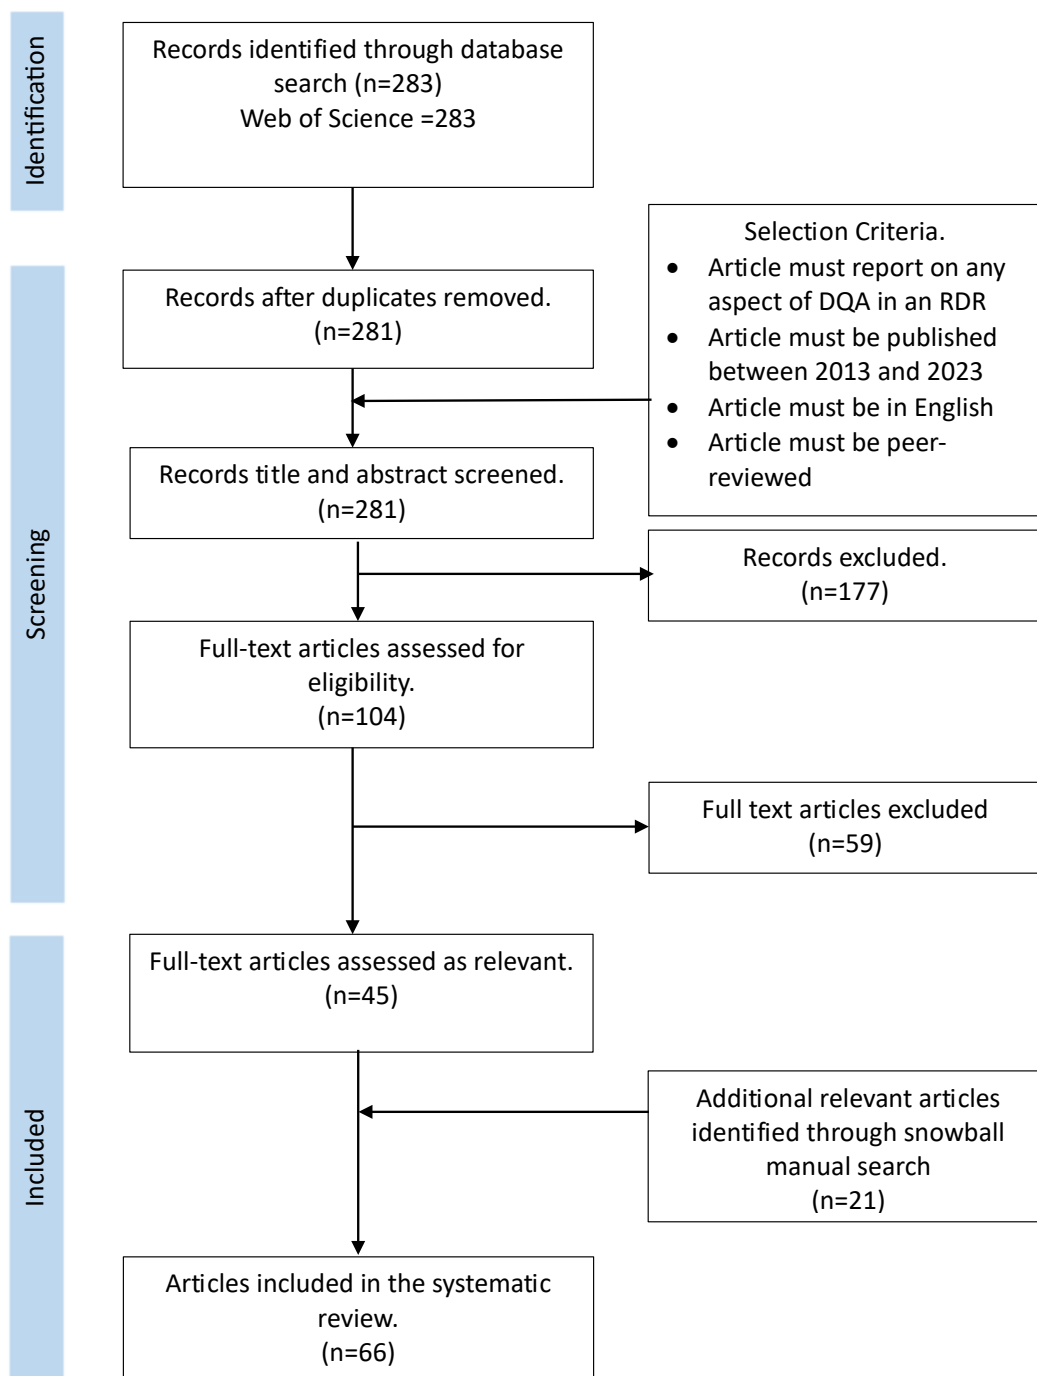 Identification
Records identified through database
search (n=283)
Web of Science =283
Screening
Records after duplicates removed.
(n=281)
Selection Criteria.
• Article must report on any
aspect of DQA in an RDR
• Article must be published
between 2013 and 2023
• Article must be in English
• Article must be peer-
reviewed
Records title and abstract screened.
(n=281)
Records excluded.
(n=177)
Full-text articles assessed for
eligibility.
(n=104)
Full text articles excluded
(n=59)
Included
Full-text articles assessed as relevant.
(n=45)
Additional relevant articles
identified through snowball
manual search
(n=21)
Articles included in the systematic
review.
(n=66)